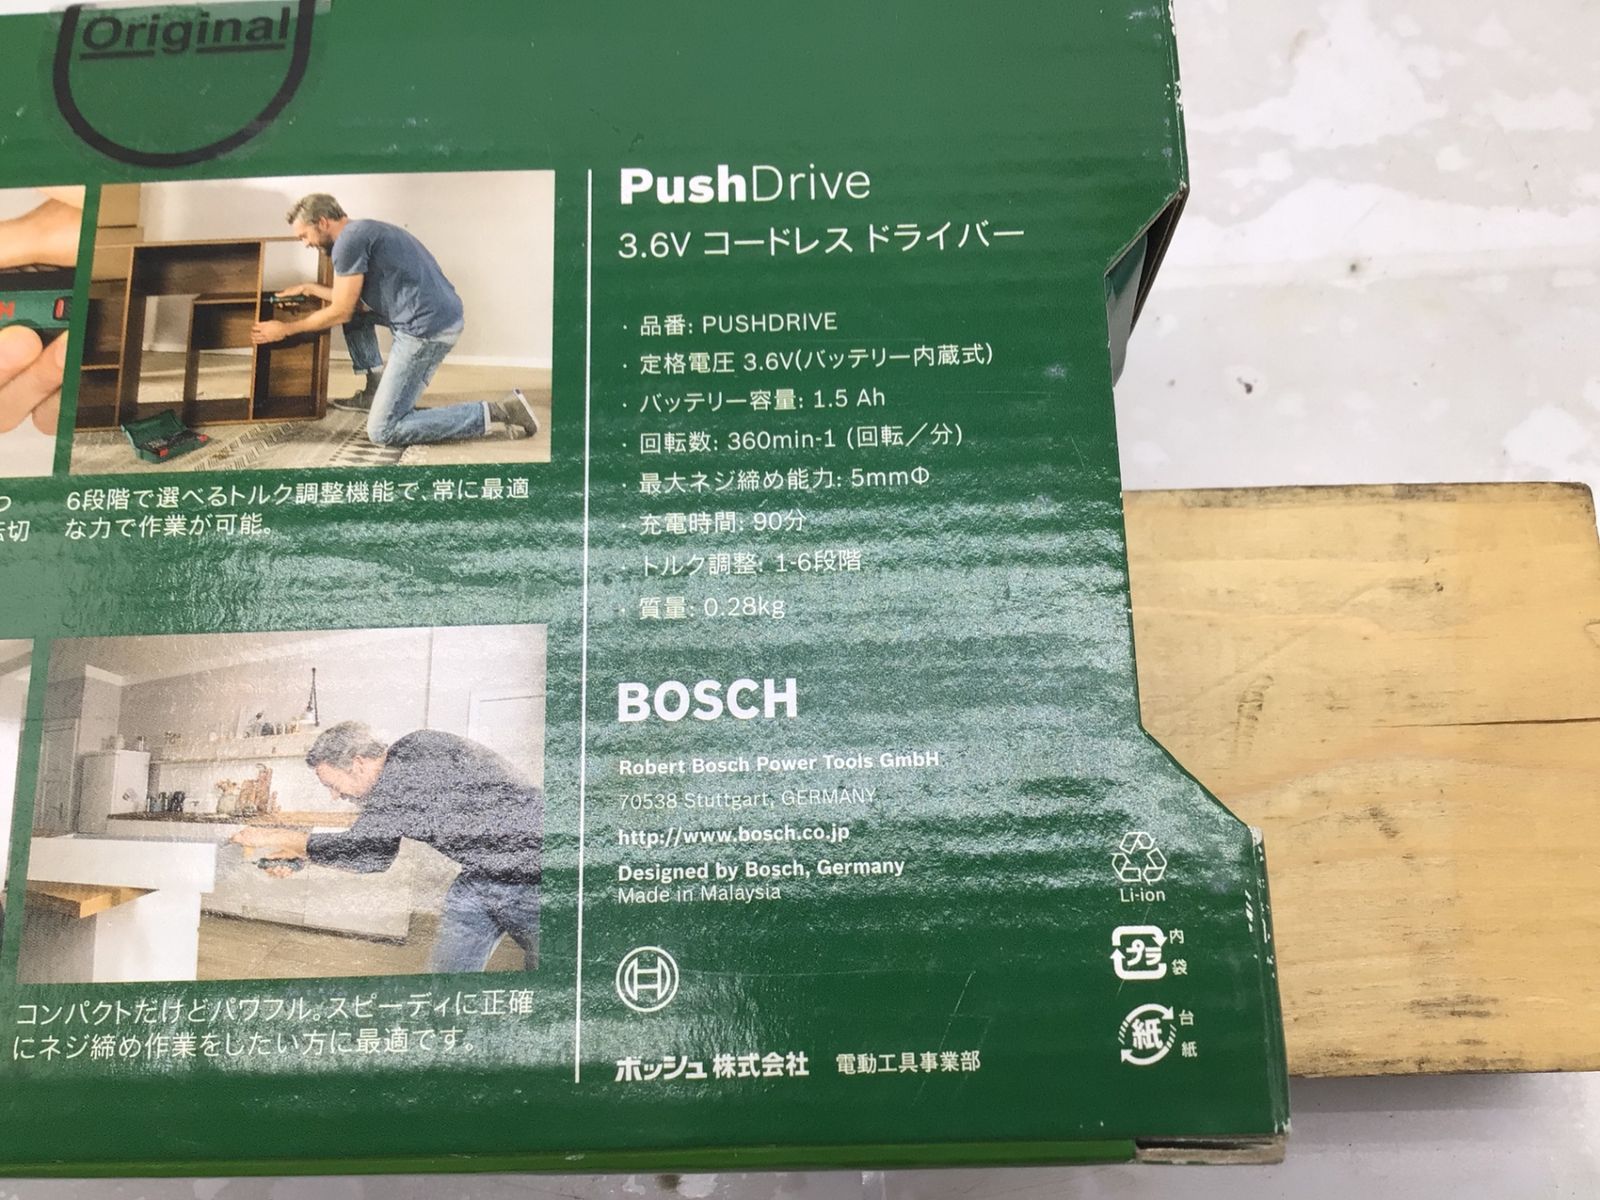 Original
6段階で選べるトルク調整機能で、常に最適
な力で作業が可能。
コンパクトだけどパワフル。スピーディに正確
にネジ締め作業をしたい方に最適です。
PushDrive
3.6V コードレス ドライバー
· 品番: PUSHDRIVE
· 定格電圧 3.6V(バッテリー内蔵式)
· バッテリー容量: 1.5 Ah
· 回転数: 360min-1 (回転／分)
· 最大ネジ締め能力: 5mmΦ
· 充電時間: 90分
· トルク調整: 1-6段階
· 質量: 0.28kg
BOSCH
Robert Bosch Power Tools GmbH
70538 Stuttgart, GERMANY
http://www.bosch.co.jp
Designed by Bosch, Germany
Made in Malaysia
ボッシュ株式会社 電動工具事業部
Li-ion
プラ 内袋
紙 台紙